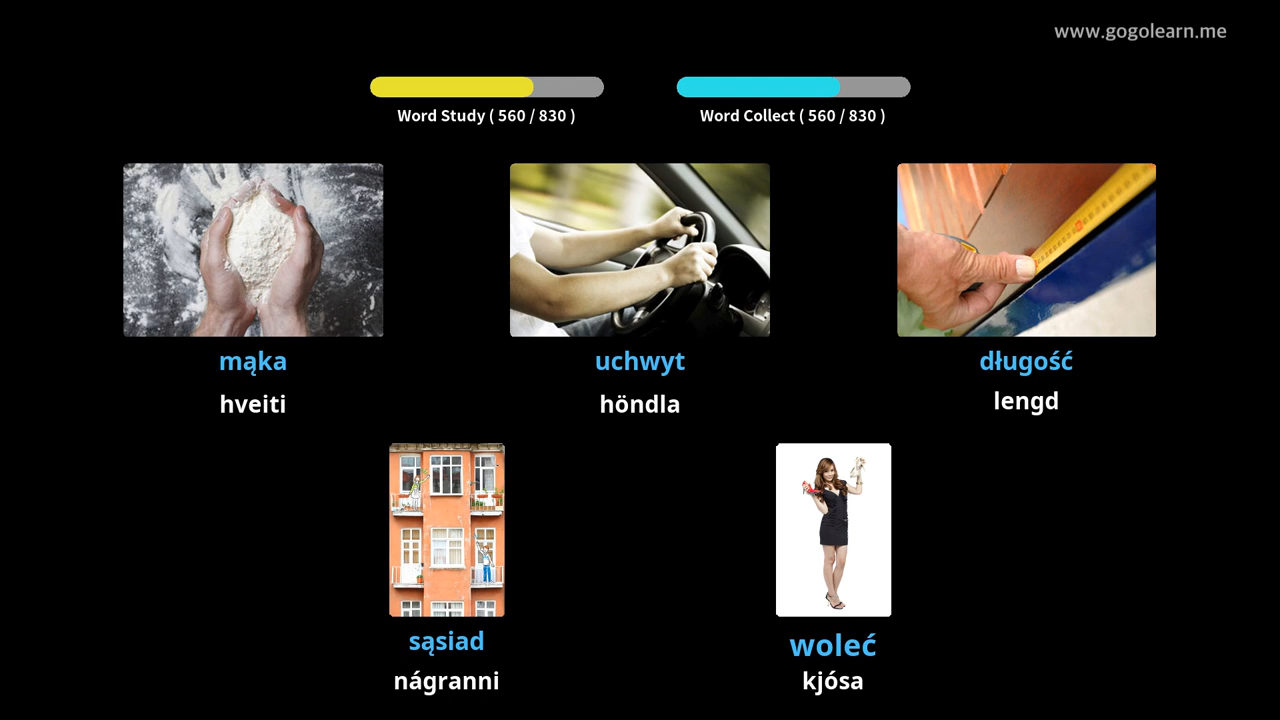 www.gogolearn.me
Word Study ( 560 / 830 )
Word Collect ( 560 / 830 )
mąka
hveiti
uchwyt
höndla
długość
lengd
sąsiad
nágranni
woleć
kjósa